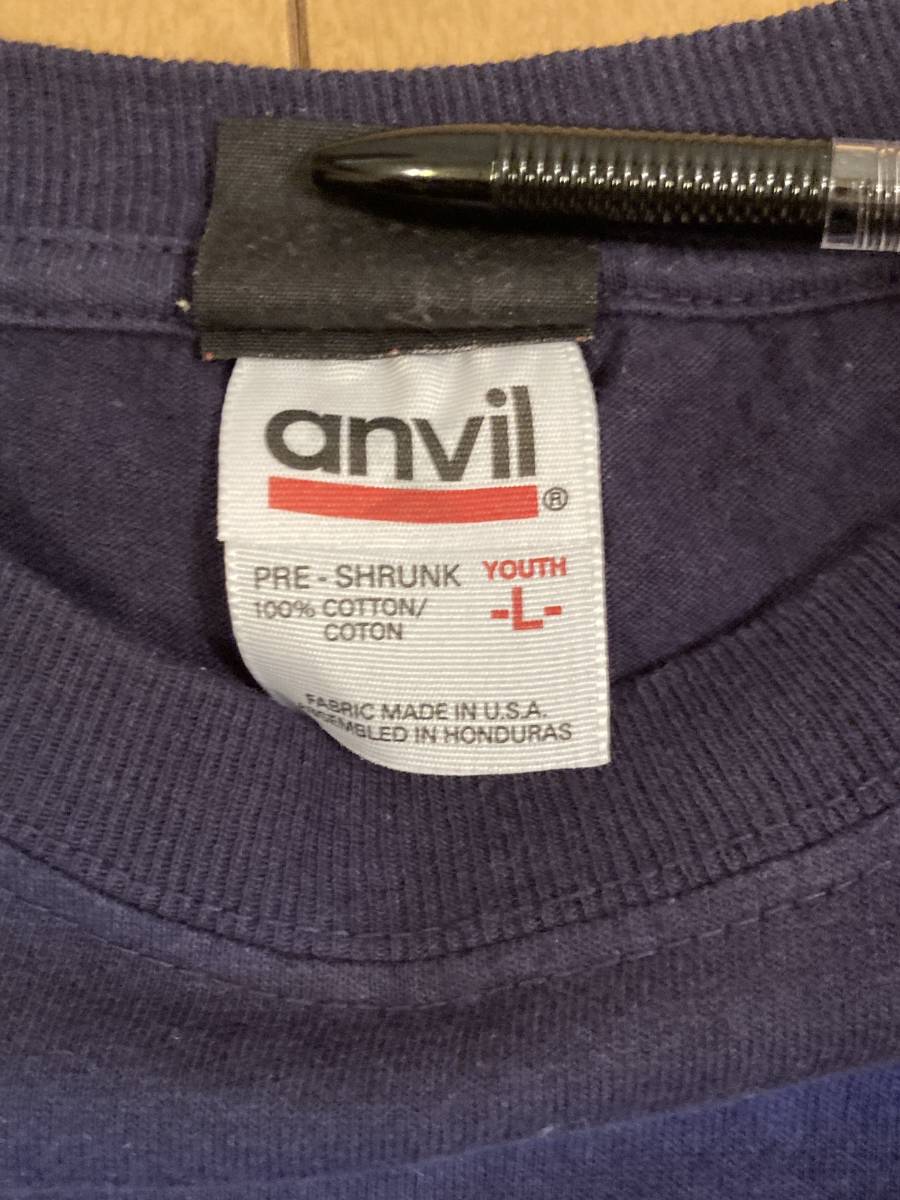 anvil
®
PRE - SHRUNK
100% COTTON/
COTON
YOUTH
-L-
FABRIC MADE IN U.S.A.
ASSEMBLED IN HONDURAS